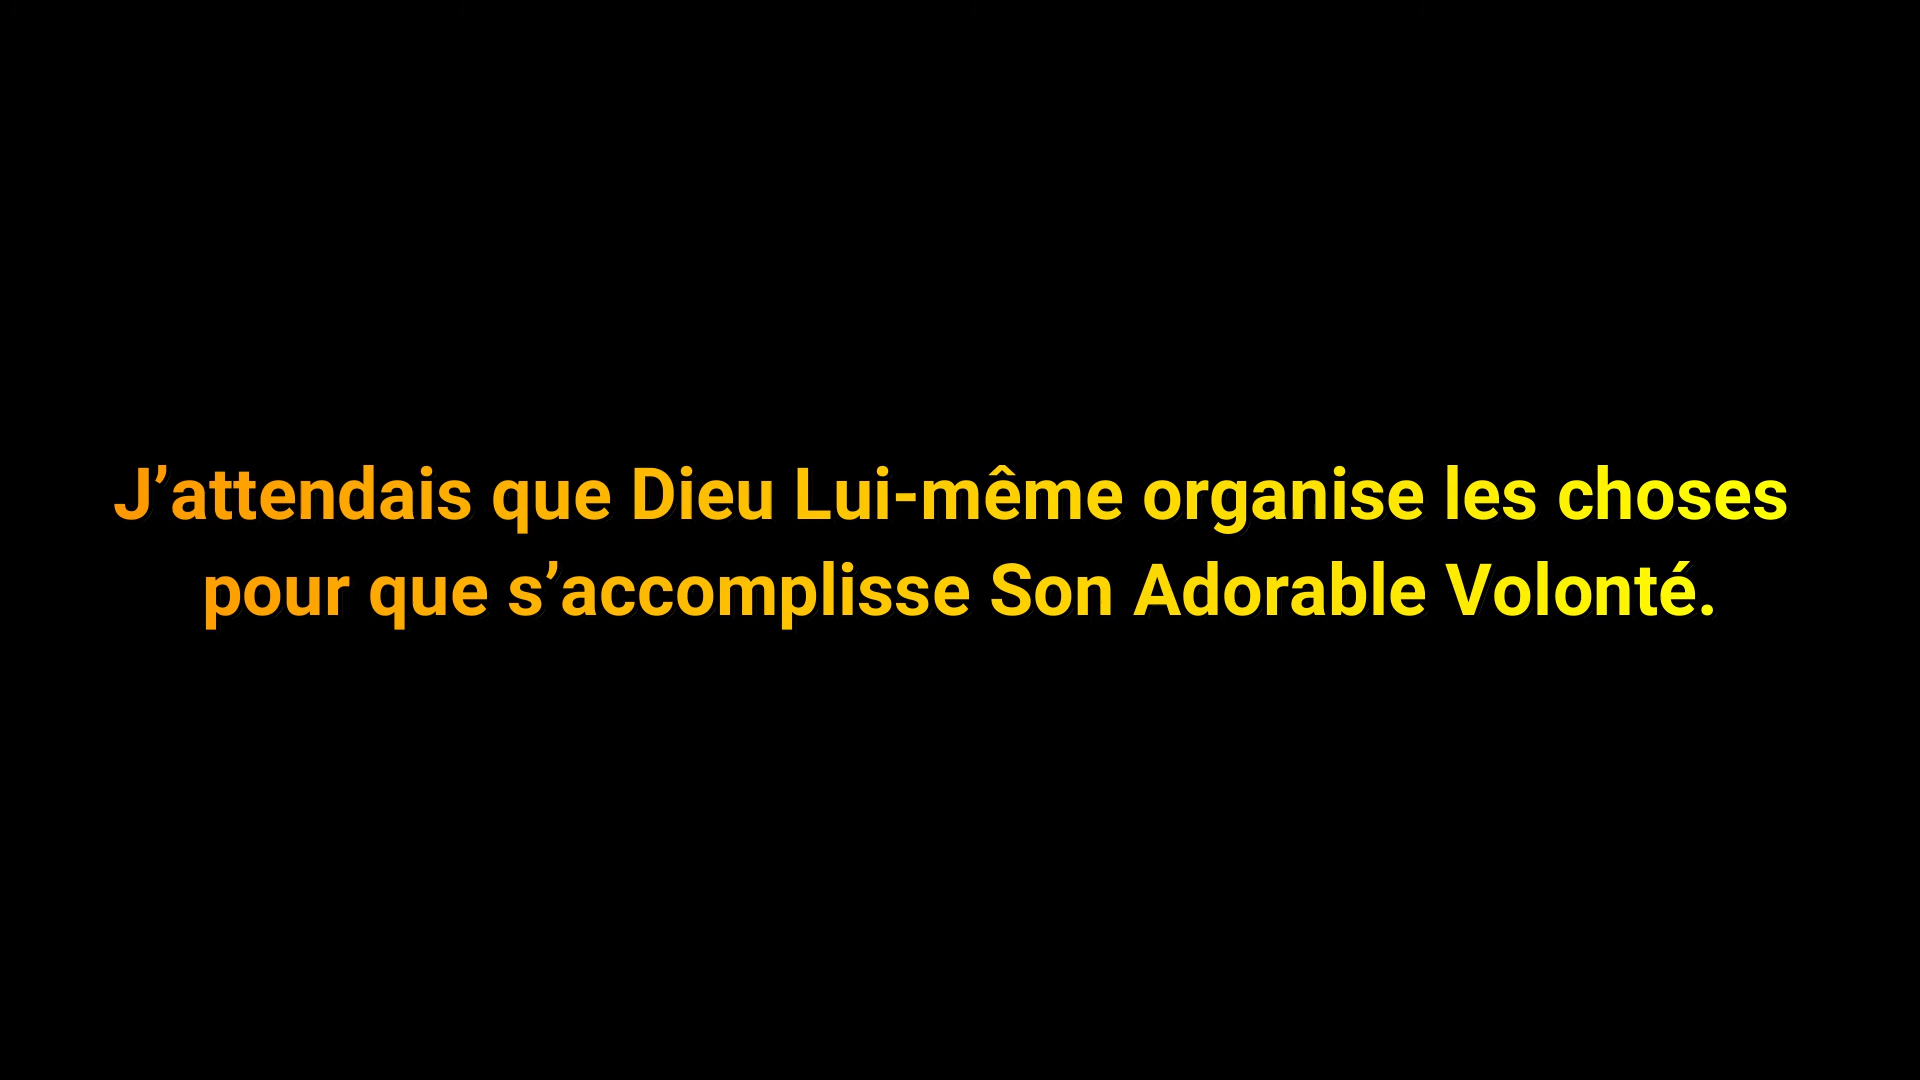 J’attendais que Dieu Lui-même organise les choses
pour que s’accomplisse Son Adorable Volonté.